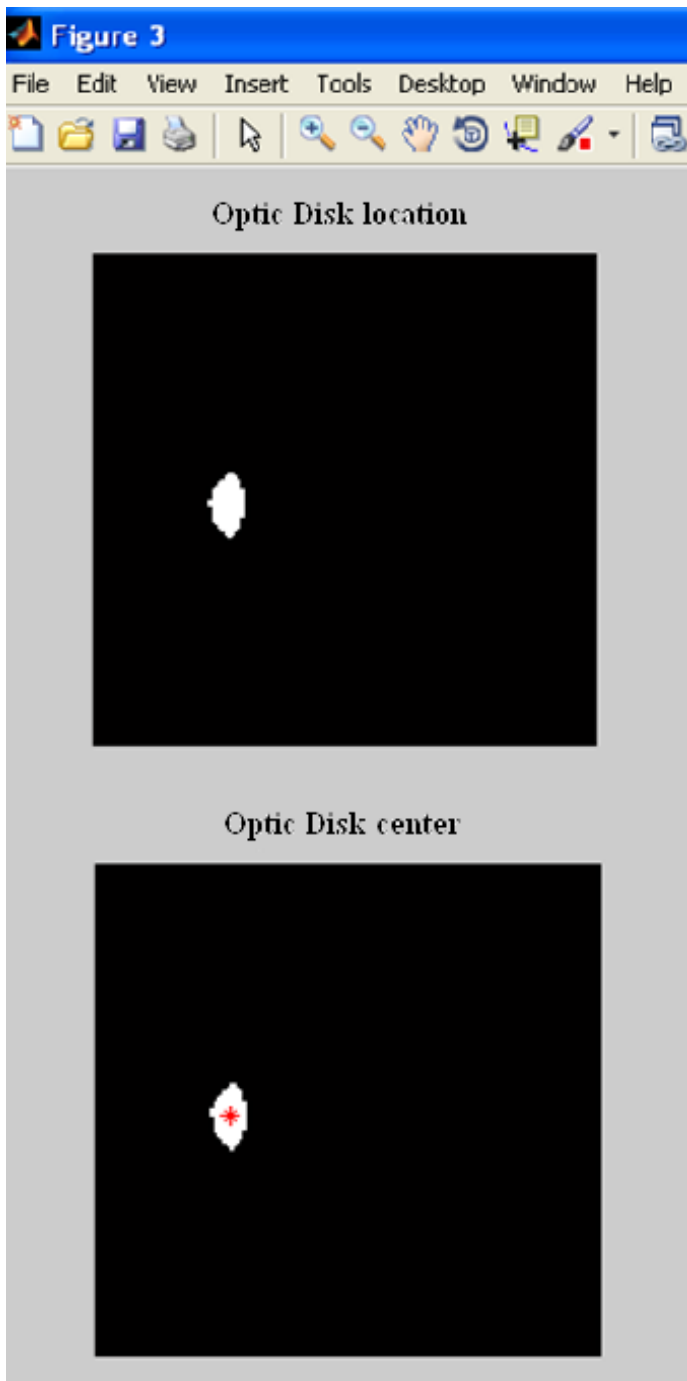 Figure 3
File Edit View Insert Tools Desktop Window Help
Optic Disk location
Optic Disk center